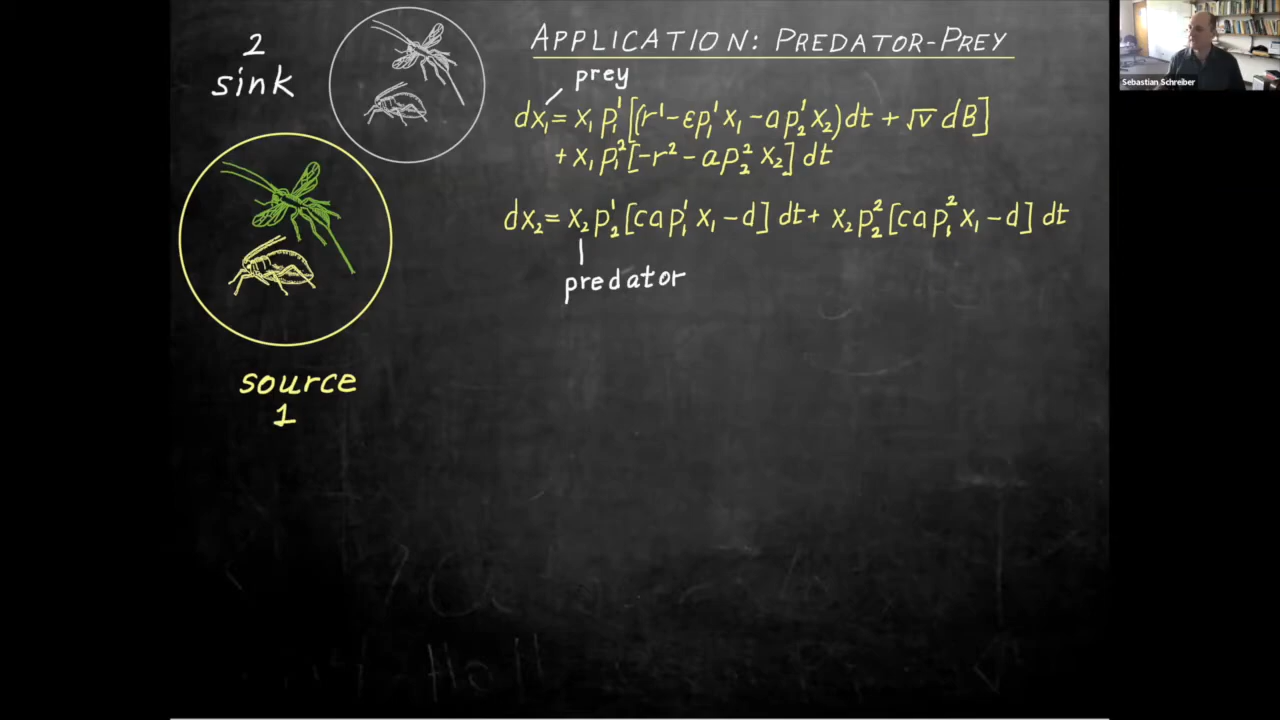 2
sink
APPLICATION: PREDATOR-PREY
Sebastian Schreiber
prey
dx₁ = x₁ p₁¹ [(r¹ - εp₁¹ x₁ - a p₂¹ x₂) dt + √v dB]
+ x₁ p₁² [-r² - a p₂² x₂] dt
dx₂ = x₂ p₂¹ [ca p₁¹ x₁ - d] dt + x₂ p₂² [ca p₁² x₁ - d] dt
predator
source
1